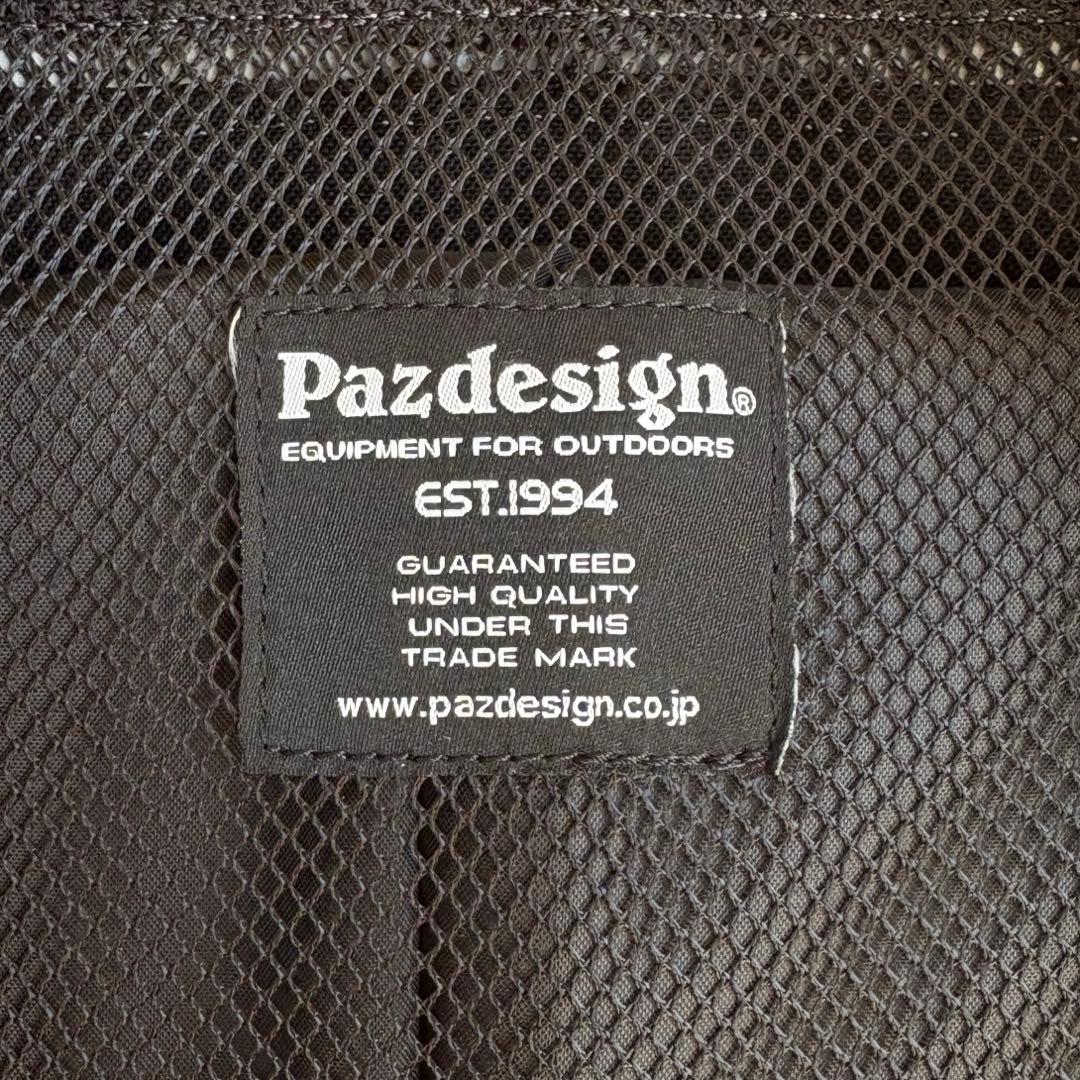 Pazdesign®
EQUIPMENT FOR OUTDOORS
EST.1994
GUARANTEED
HIGH QUALITY
UNDER THIS
TRADE MARK
www.pazdesign.co.jp